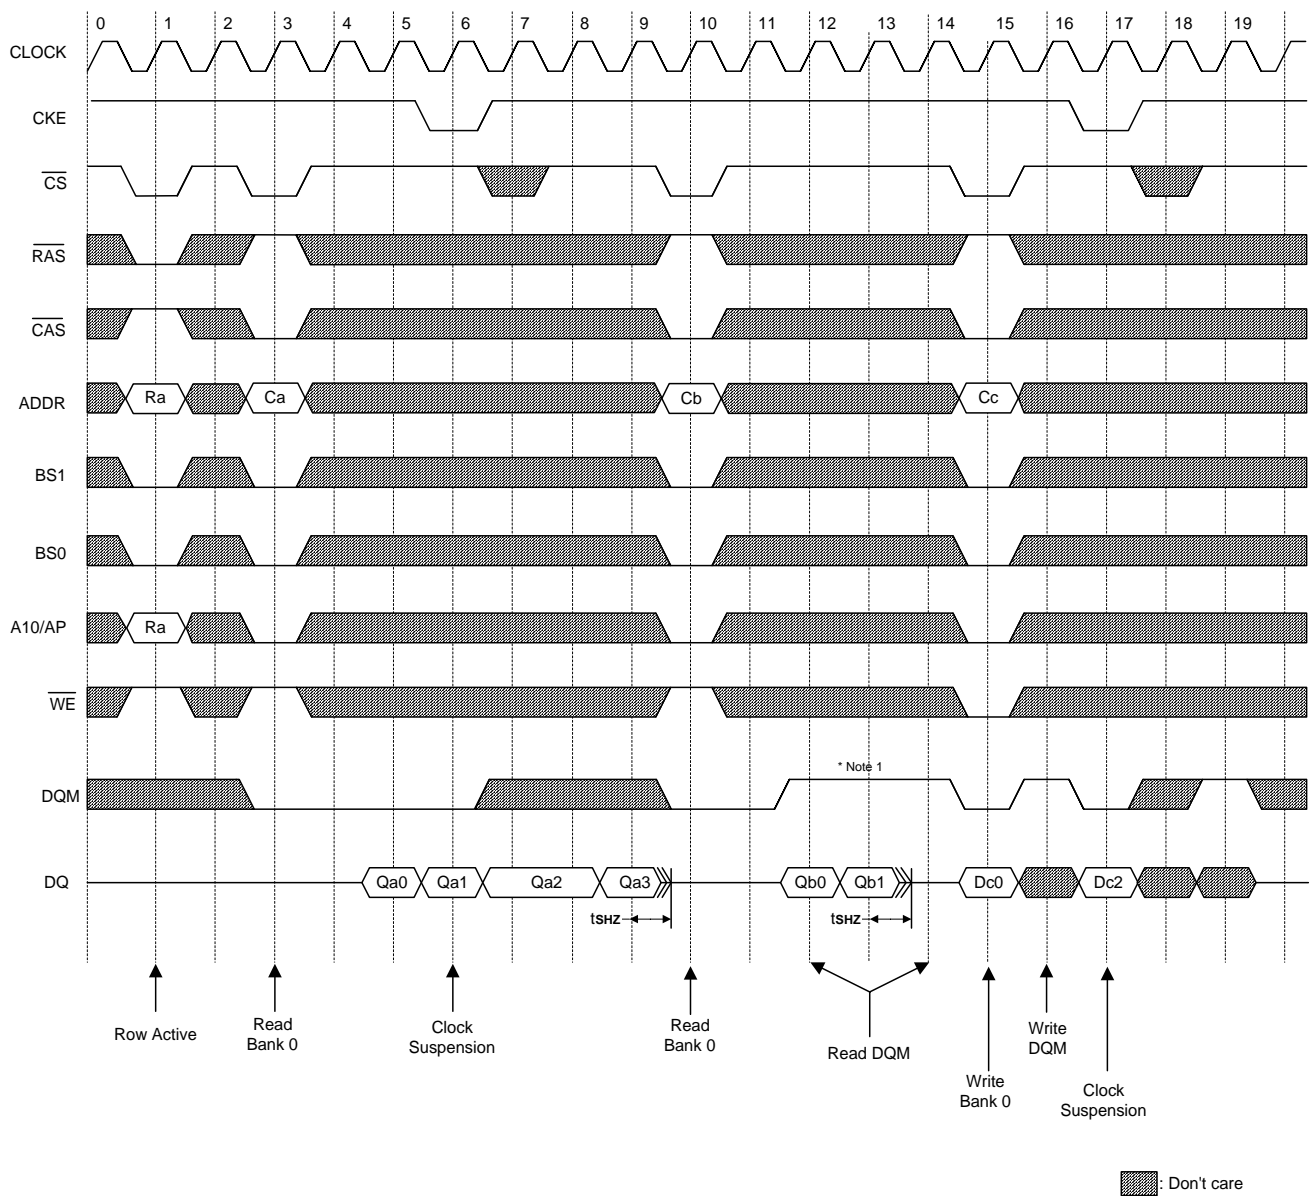 0 1 2 3 4 5 6 7 8 9 10 11 12 13 14 15 16 17 18 19
CLOCK
CKE
CS
RAS
CAS
ADDR Ra Ca Cb Cc
BS1
BS0
A10/AP Ra
WE
* Note 1
DQM
DQ Qa0 Qa1 Qa2 Qa3 Qb0 Qb1 Dc0 Dc2
tSHZ tSHZ
Row Active
Read
Bank 0
Clock
Suspension
Read
Bank 0
Read DQM
Write
Bank 0
Write
DQM
Clock
Suspension
: Don't care